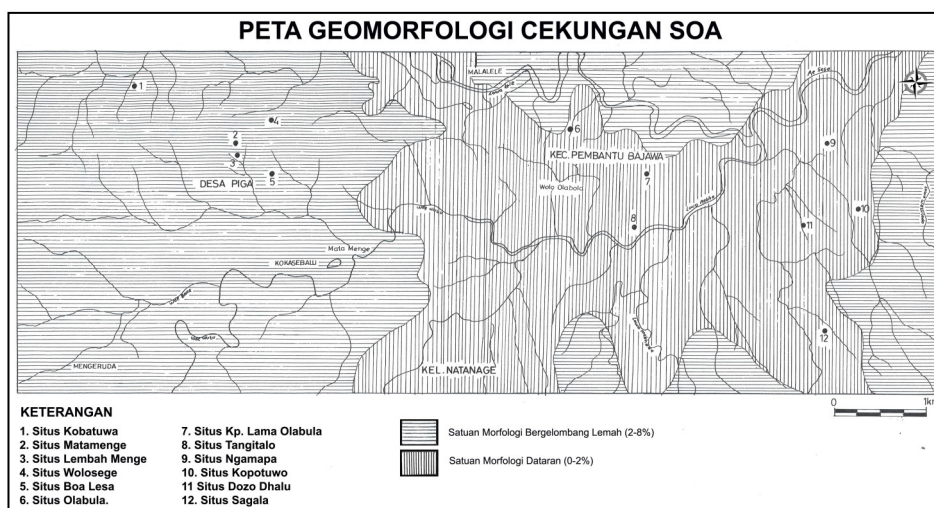 PETA GEOMORFOLOGI CEKUNGAN SOA
MALALELE
1
4
2
3
5
DESA PIGA
6
KEC. PEMBANTU BAJAWA
7
Wolo Olabola
8
9
10
11
12
Mata Menge
KOKASEBALU
MENGERUDA
KEL. NATANAGE
0 1km
KETERANGAN
1. Situs Kobatuwa
2. Situs Matamenge
3. Situs Lembah Menge
4. Situs Wolosege
5. Situs Boa Lesa
6. Situs Olabula.
7. Situs Kp. Lama Olabula
8. Situs Tangitalo
9. Situs Ngamapa
10. Situs Kopotuwo
11 Situs Dozo Dhalu
12. Situs Sagala
Satuan Morfologi Bergelombang Lemah (2-8%)
Satuan Morfologi Dataran (0-2%)